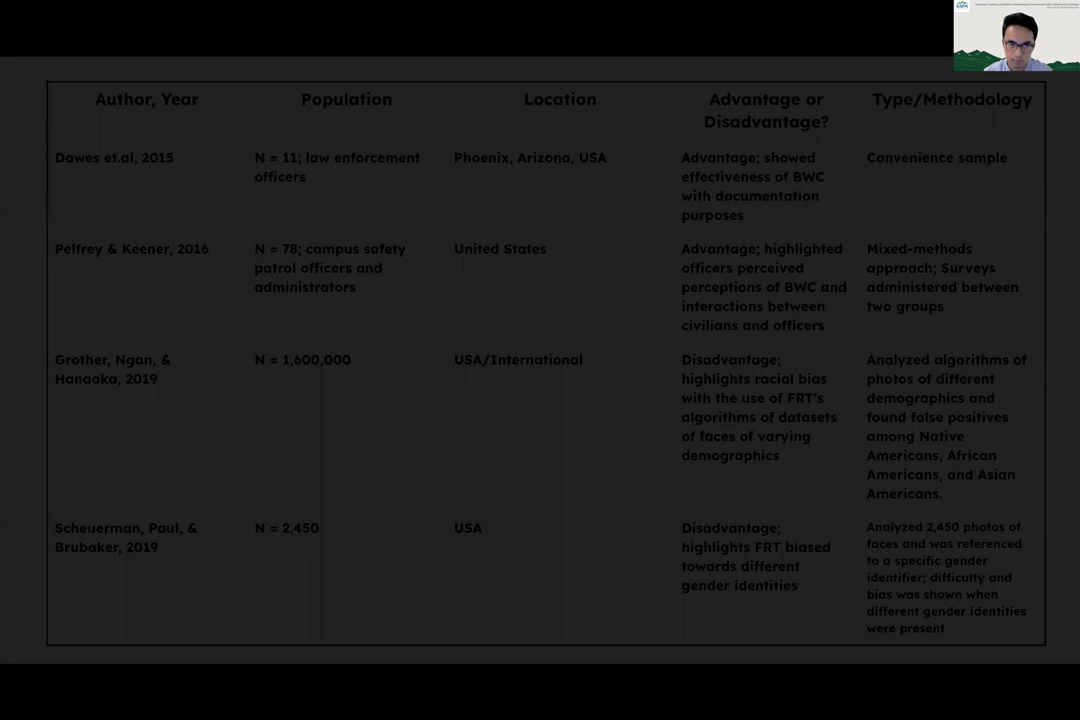 ASPA
Author, Year
Population
Location
Advantage or
Disadvantage?
Type/Methodology
Dawes et.al, 2015
N = 11; law enforcement
officers
Phoenix, Arizona, USA
Advantage; showed
effectiveness of BWC
with documentation
purposes
Convenience sample
Pelfrey & Keener, 2016
N = 78; campus safety
patrol officers and
administrators
United States
Advantage; highlighted
officers perceived
perceptions of BWC and
interactions between
civilians and officers
Mixed-methods
approach; Surveys
administered between
two groups
Grother, Ngan, &
Hanaoka, 2019
N = 1,600,000
USA/International
Disadvantage;
highlights racial bias
with the use of FRT's
algorithms of datasets
of faces of varying
demographics
Analyzed algorithms of
photos of different
demographics and
found false positives
among Native
Americans, African
Americans, and Asian
Americans.
Scheuerman, Paul, &
Brubaker, 2019
N = 2,450
USA
Disadvantage;
highlights FRT biased
towards different
gender identities
Analyzed 2,450 photos of
faces and was referenced
to a specific gender
identifier; difficulty and
bias was shown when
different gender identities
were present